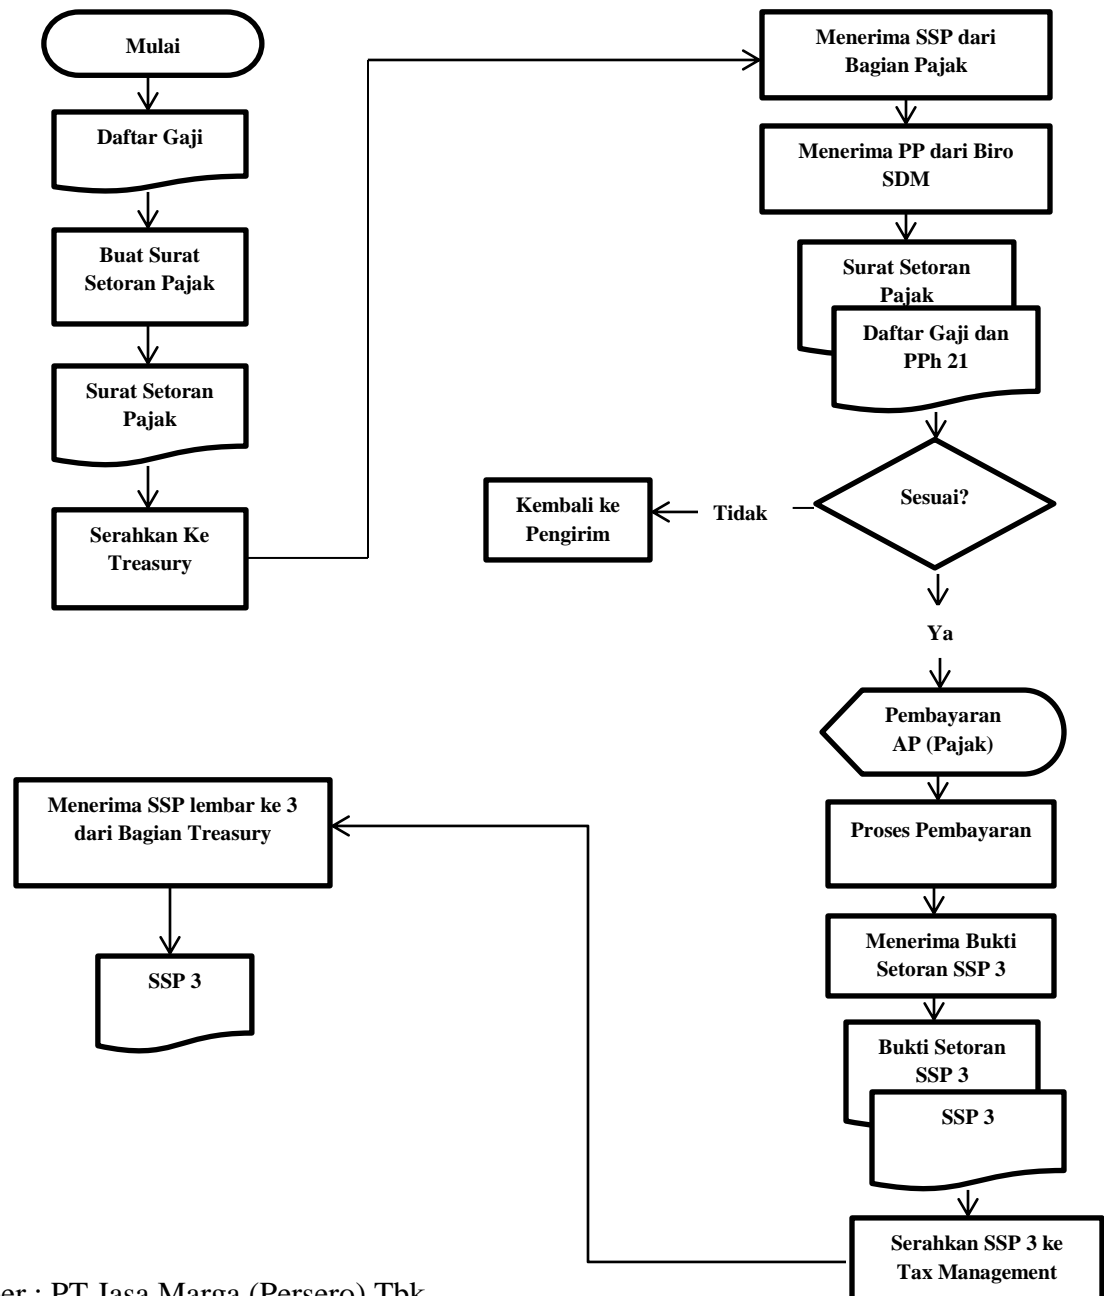 Mulai
Daftar Gaji
Buat Surat
Setoran Pajak
Surat Setoran
Pajak
Serahkan Ke
Treasury
Menerima SSP dari
Bagian Pajak
Menerima PP dari Biro
SDM
Surat Setoran
Pajak
Daftar Gaji dan
PPh 21
Sesuai?
Tidak
Kembali ke
Pengirim
Ya
Pembayaran
AP (Pajak)
Proses Pembayaran
Menerima Bukti
Setoran SSP 3
Bukti Setoran
SSP 3
SSP 3
Serahkan SSP 3 ke
Tax Management
Menerima SSP lembar ke 3
dari Bagian Treasury
SSP 3
er : PT Jasa Marga (Persero) Tbk